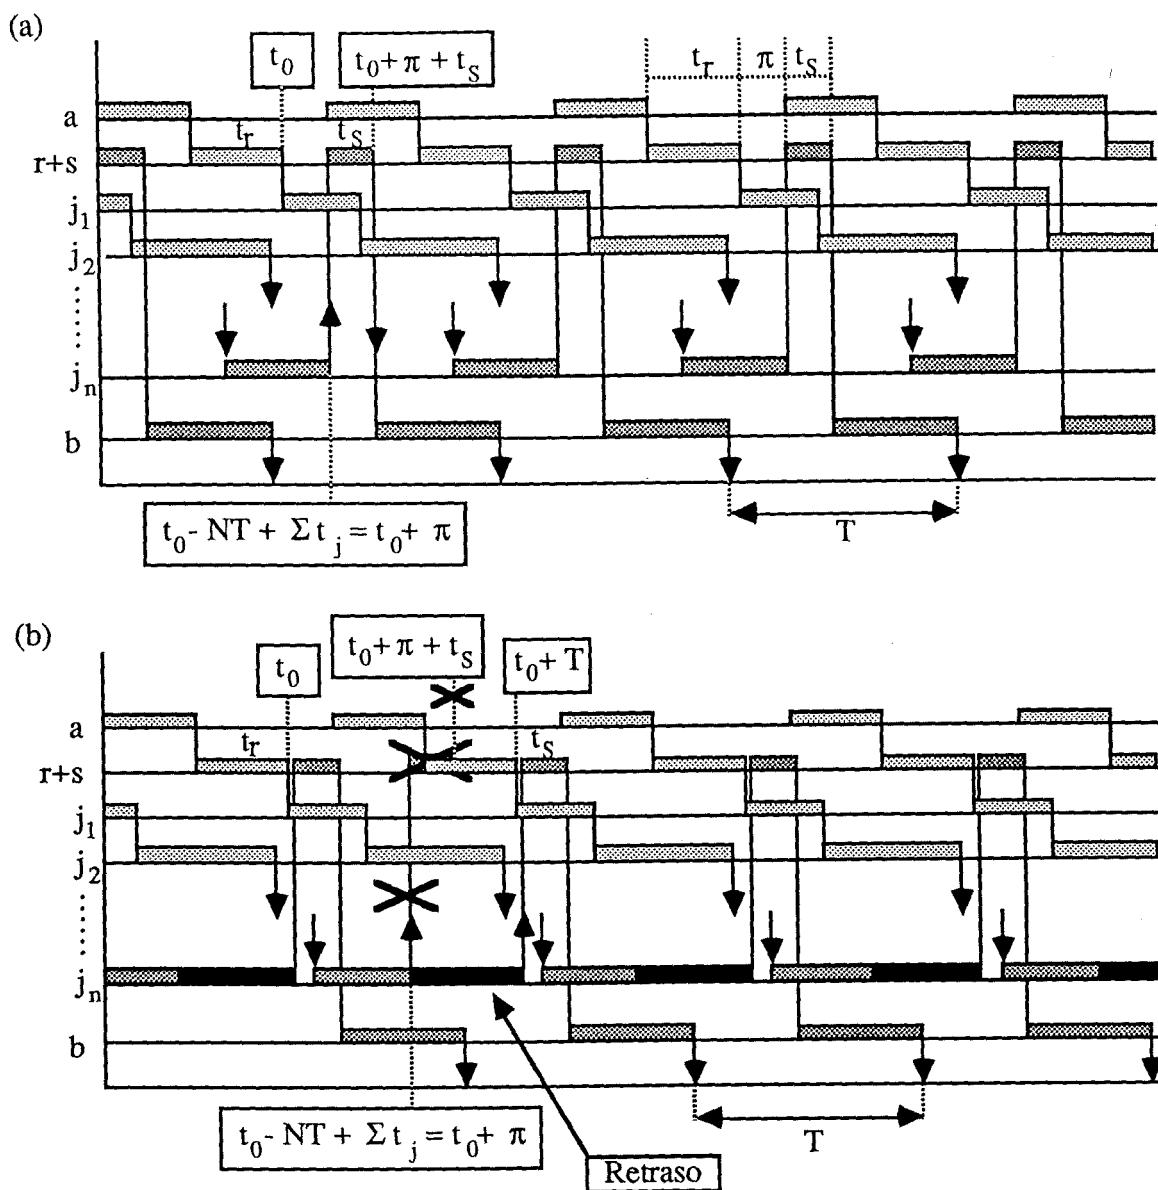 (a)
t0
t0+ π + tS
tr π tS
a
tr tS
r+s
j1
j2
jn
b
t0- NT + Σ tj = t0+ π
T
(b)
t0
t0+ π + tS
t0+ T
a
tr tS
r+s
j1
j2
jn
b
t0- NT + Σ tj = t0+ π
T
Retraso